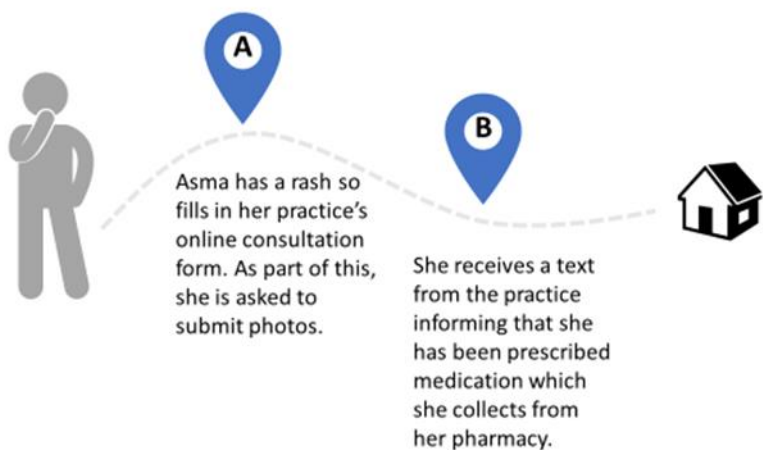 A
Asma has a rash so
fills in her practice’s
online consultation
form. As part of this,
she is asked to
submit photos.
B
She receives a text
from the practice
informing that she
has been prescribed
medication which
she collects from
her pharmacy.